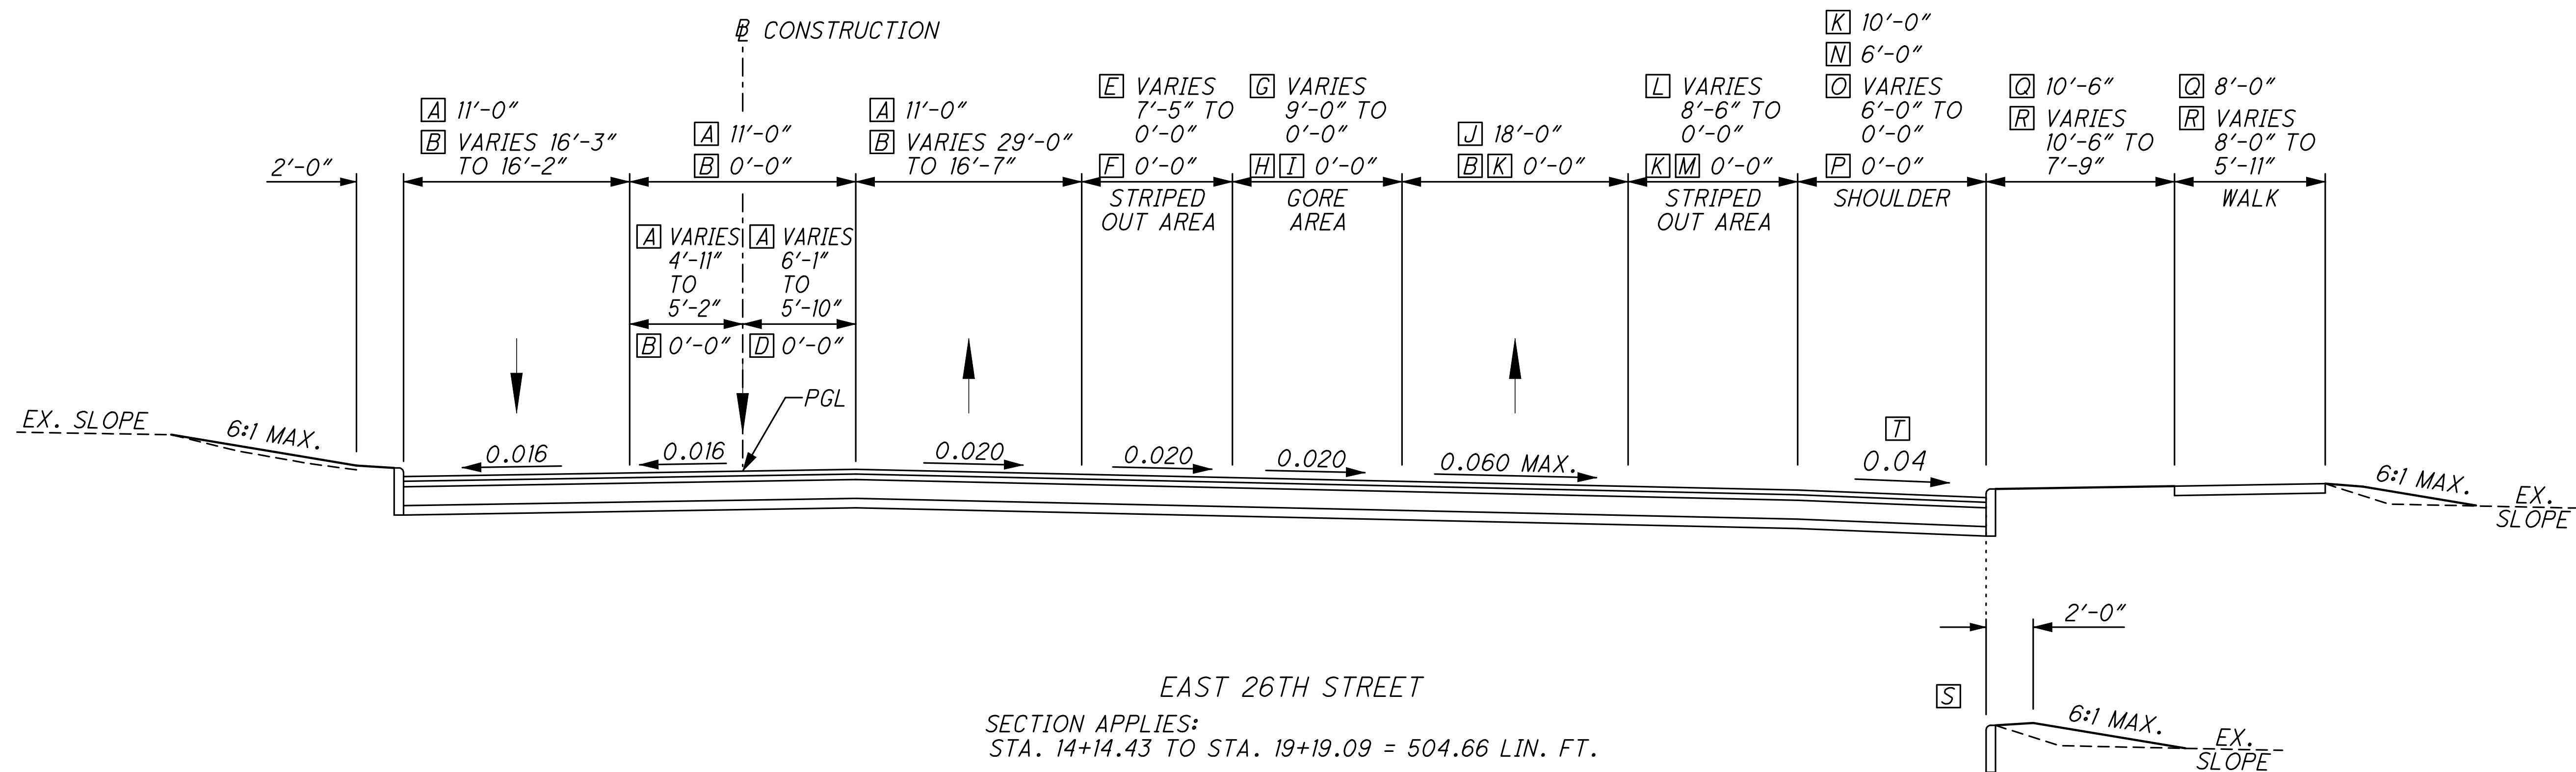 ℄ CONSTRUCTION
2'-0"
A 11'-0"
B VARIES 16'-3"
TO 16'-2"
A 11'-0"
B 0'-0"
A 11'-0"
B VARIES 29'-0"
TO 16'-7"
E VARIES
7'-5" TO
0'-0"
F 0'-0"
STRIPED
OUT AREA
G VARIES
9'-0" TO
0'-0"
H I 0'-0"
GORE
AREA
J 18'-0"
B K 0'-0"
L VARIES
8'-6" TO
0'-0"
K M 0'-0"
STRIPED
OUT AREA
K 10'-0"
N 6'-0"
O VARIES
6'-0" TO
0'-0"
P 0'-0"
SHOULDER
Q 10'-6"
R VARIES
10'-6" TO
7'-9"
Q 8'-0"
R VARIES
8'-0" TO
5'-11"
WALK
A VARIES
4'-11"
TO
5'-2"
B 0'-0"
A VARIES
6'-1"
TO
5'-10"
D 0'-0"
PGL
EX. SLOPE
6:1 MAX.
0.016
0.016
0.020
0.020
0.020
0.060 MAX.
T
0.04
6:1 MAX.
EX.
SLOPE
2'-0"
S
6:1 MAX.
EX.
SLOPE
EAST 26TH STREET
SECTION APPLIES:
STA. 14+14.43 TO STA. 19+19.09 = 504.66 LIN. FT.